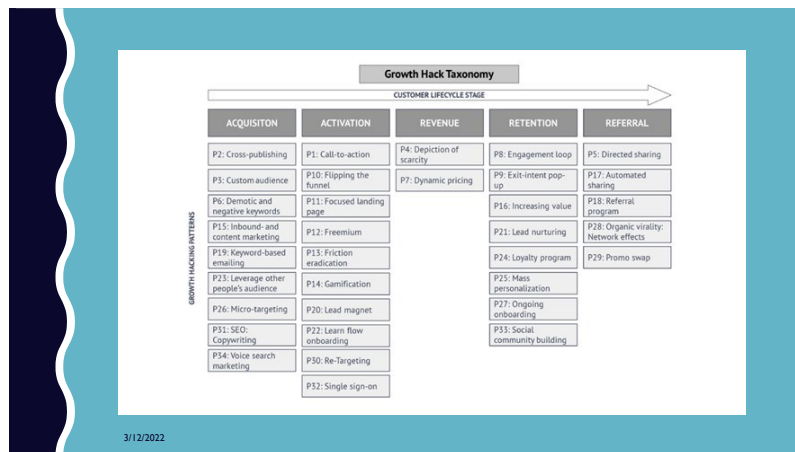 Growth Hack Taxonomy
CUSTOMER LIFECYCLE STAGE
GROWTH HACKING PATTERNS
ACQUISITON
P2: Cross-publishing
P3: Custom audience
P6: Demotic and
negative keywords
P15: Inbound- and
content marketing
P19: Keyword-based
emailing
P23: Leverage other
people's audience
P26: Micro-targeting
P31: SEO:
Copywriting
P34: Voice search
marketing
ACTIVATION
P1: Call-to-action
P10: Flipping the
funnel
P11: Focused landing
page
P12: Freemium
P13: Friction
eradication
P14: Gamification
P20: Lead magnet
P22: Learn flow
onboarding
P30: Re-Targeting
P32: Single sign-on
REVENUE
P4: Depiction of
scarcity
P7: Dynamic pricing
RETENTION
P8: Engagement loop
P9: Exit-intent pop-
up
P16: Increasing value
P21: Lead nurturing
P24: Loyalty program
P25: Mass
personalization
P27: Ongoing
onboarding
P33: Social
community building
REFERRAL
P5: Directed sharing
P17: Automated
sharing
P18: Referral
program
P28: Organic virality:
Network effects
P29: Promo swap
3/12/2022